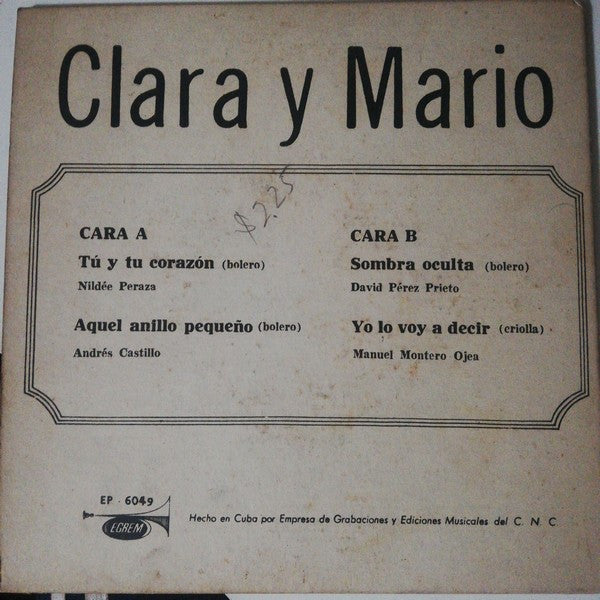 Clara y Mario
$2.25
CARA A
Tú y tu corazón (bolero)
Nildée Peraza
Aquel anillo pequeño (bolero)
Andrés Castillo
CARA B
Sombra oculta (bolero)
David Pérez Prieto
Yo lo voy a decir (criolla)
Manuel Montero Ojea
EP - 6049
EGREM
Hecho en Cuba por Empresa de Grabaciones y Ediciones Musicales del C. N. C.